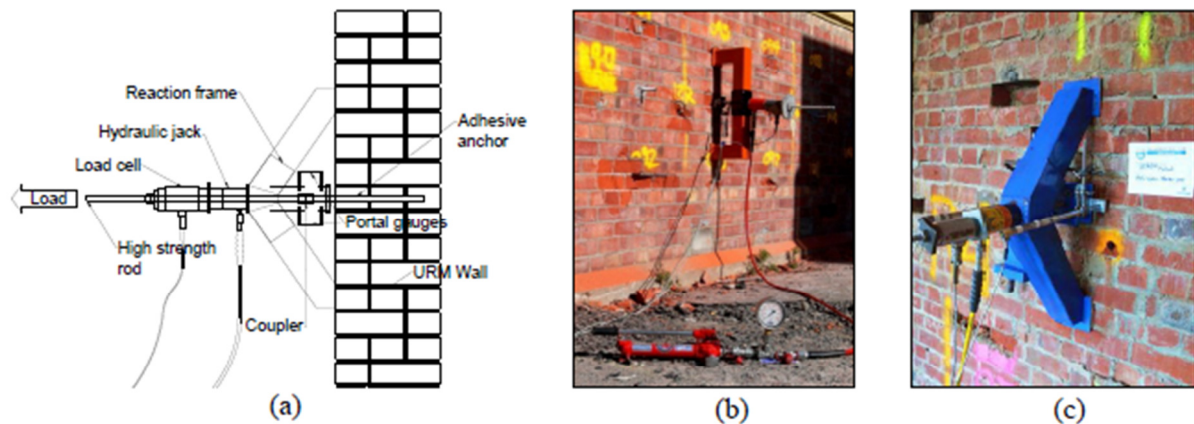 Reaction frame
Hydraulic jack
Load cell
Load
High strength
rod
Coupler
Adhesive
anchor
Portal gauges
URM Wall
(a)
(b)
(c)